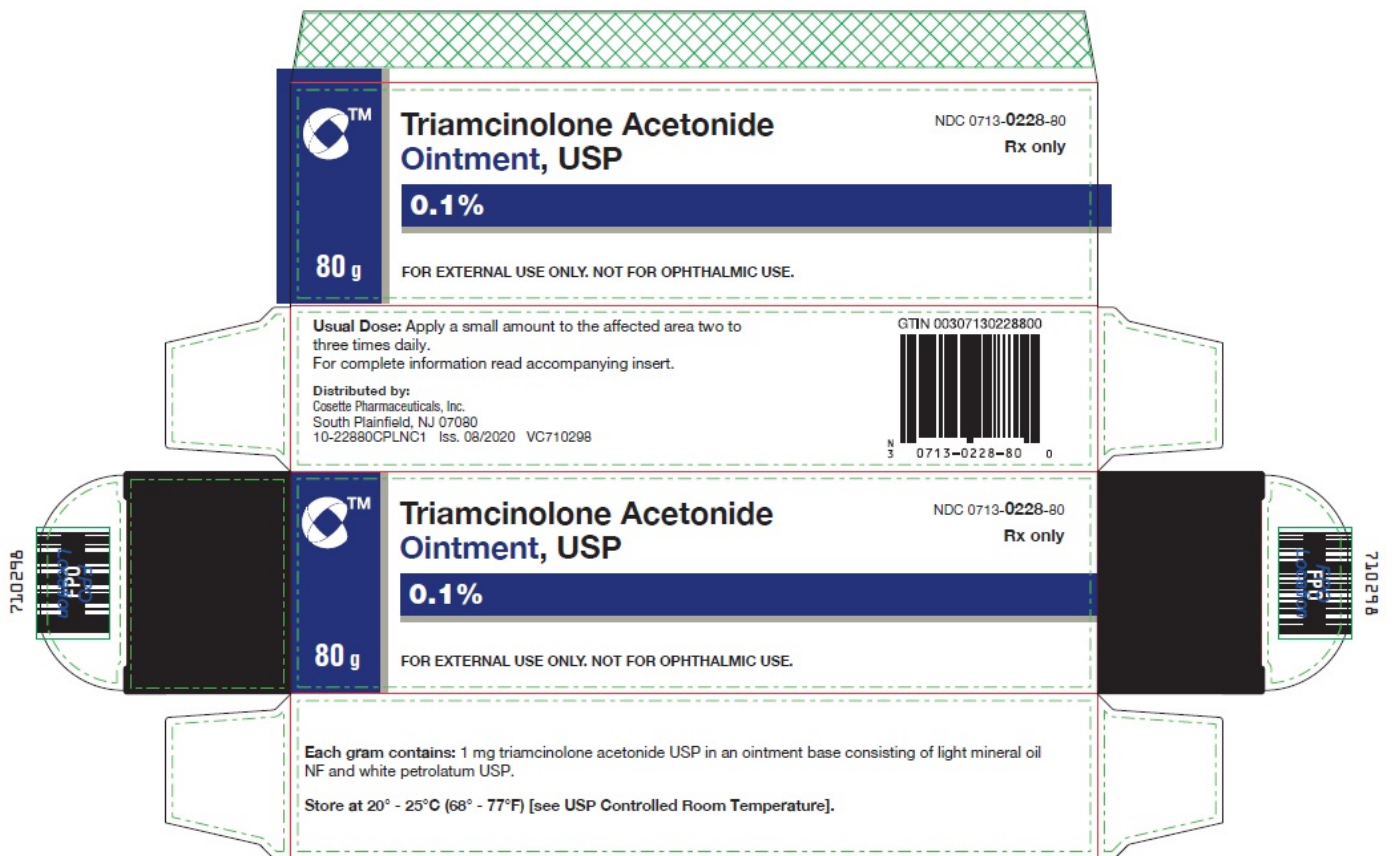 TM
Triamcinolone Acetonide
Ointment, USP
NDC 0713-0228-80
Rx only
0.1%
80 g
FOR EXTERNAL USE ONLY. NOT FOR OPHTHALMIC USE.
Usual Dose: Apply a small amount to the affected area two to
three times daily.
For complete information read accompanying insert.
Distributed by:
Cosette Pharmaceuticals, Inc.
South Plainfield, NJ 07080
10-22880CPLNC1 Iss. 08/2020 VC710298
GTIN 00307130228800
N
3 0713-0228-80 0
TM
Triamcinolone Acetonide
Ointment, USP
NDC 0713-0228-80
Rx only
0.1%
80 g
FOR EXTERNAL USE ONLY. NOT FOR OPHTHALMIC USE.
710298
FPO
FPO
Location
FPO
FPO
Location
710298
Each gram contains: 1 mg triamcinolone acetonide USP in an ointment base consisting of light mineral oil
NF and white petrolatum USP.
Store at 20° - 25°C (68° - 77°F) [see USP Controlled Room Temperature].